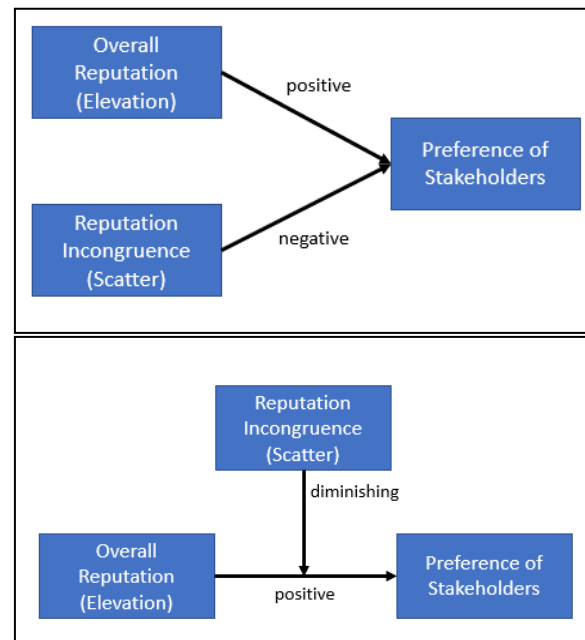 Overall
Reputation
(Elevation)
positive
Preference of
Stakeholders
Reputation
Incongruence
(Scatter)
negative
Reputation
Incongruence
(Scatter)
diminishing
Overall
Reputation
(Elevation)
positive
Preference of
Stakeholders